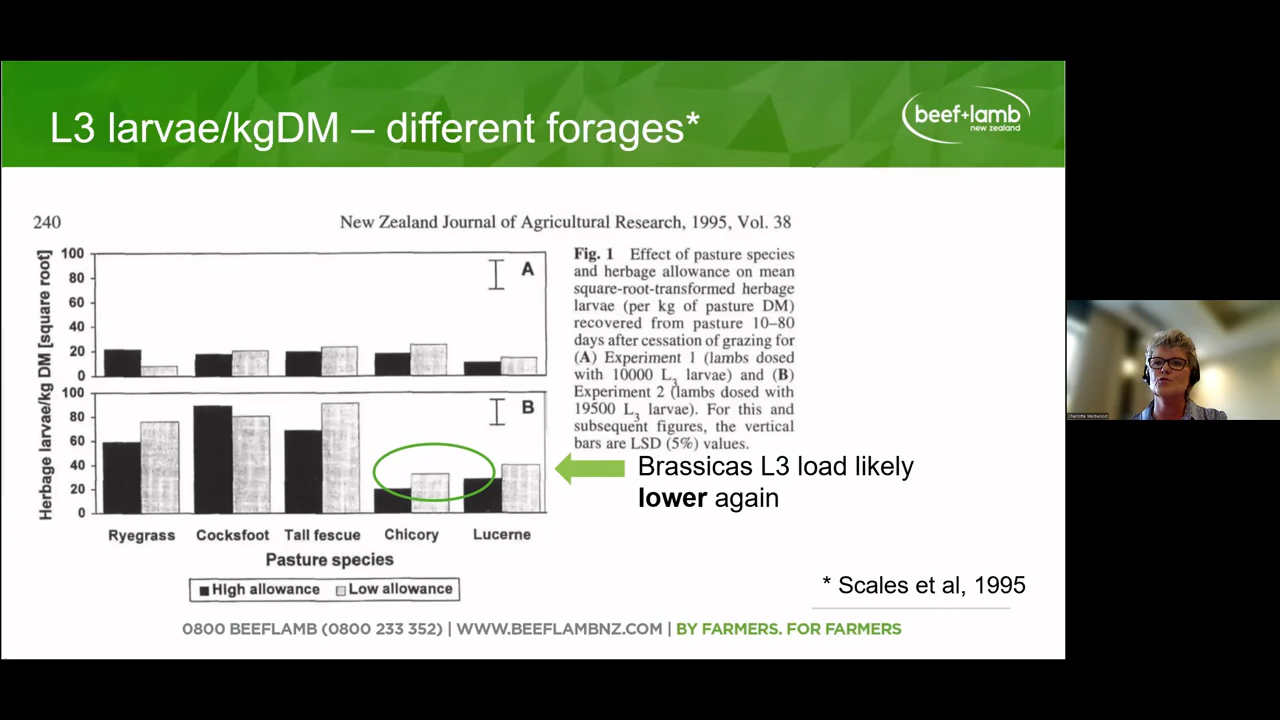 L3 larvae/kgDM – different forages*
beef+lamb
new zealand
240
New Zealand Journal of Agricultural Research, 1995, Vol. 38
Herbage larvae/kg DM [square root]
100
80
60
40
20
0
A
100
80
60
40
20
0
B
Ryegrass Cocksfoot Tall fescue Chicory Lucerne
Pasture species
High allowance Low allowance
Fig. 1 Effect of pasture species
and herbage allowance on mean
square-root-transformed herbage
larvae (per kg of pasture DM)
recovered from pasture 10–80
days after cessation of grazing for
(A) Experiment 1 (lambs dosed
with 10000 L3 larvae) and (B)
Experiment 2 (lambs dosed with
19500 L3 larvae). For this and
subsequent figures, the vertical
bars are LSD (5%) values.
Brassicas L3 load likely
lower again
* Scales et al, 1995
0800 BEEFLAMB (0800 233 352) | WWW.BEEFLAMBNZ.COM | BY FARMERS. FOR FARMERS
Charlotte Westwood